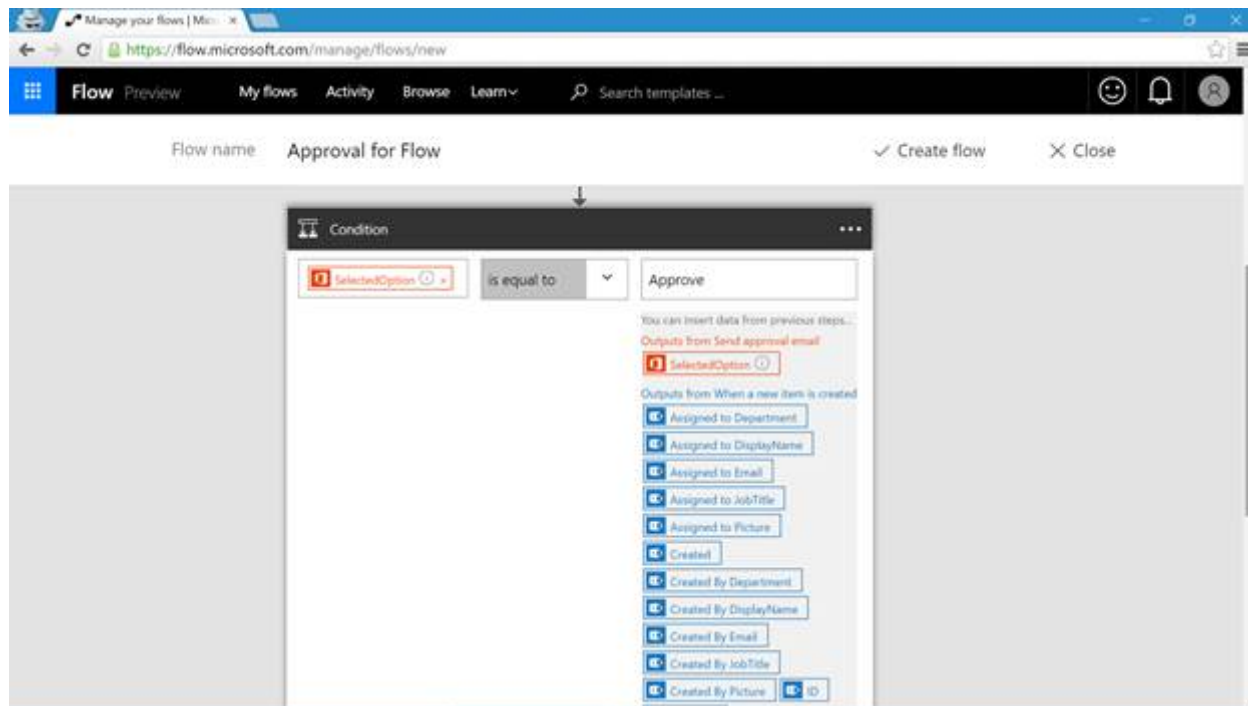 Manage your flows | Mic
https://flow.microsoft.com/manage/flows/new
Flow Preview My flows Activity Browse Learn Search templates ...
Flow name Approval for Flow Create flow Close
Condition ...
SelectedOption x is equal to Approve
You can insert data from previous steps...
Outputs from Send approval email
SelectedOption
Outputs from When a new item is created
Assigned to Department
Assigned to DisplayName
Assigned to Email
Assigned to JobTitle
Assigned to Picture
Created
Created By Department
Created By DisplayName
Created By Email
Created By JobTitle
Created By Picture ID